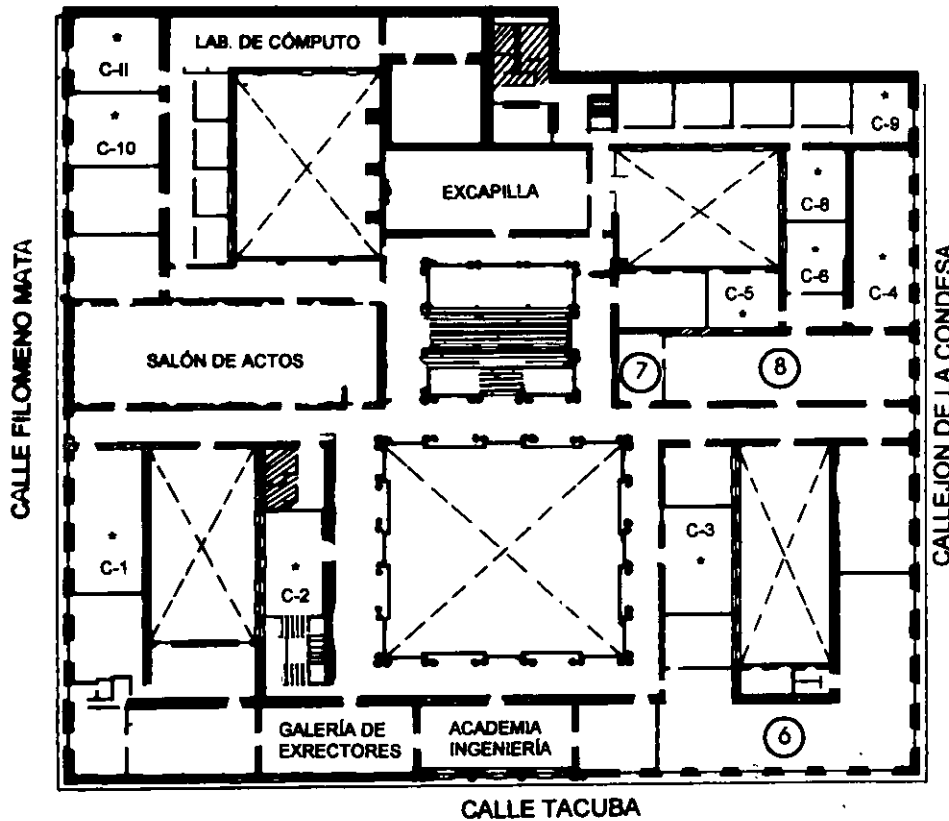 LAB. DE CÓMPUTO
C-11
C-10
C-9
EXCAPILLA
C-8
C-6
C-5
C-4
CALLE FILOMENO MATA
SALÓN DE ACTOS
7
8
CALLEJON DE LA CONDESA
C-1
C-2
C-3
GALERÍA DE
EXRECTORES
ACADEMIA
INGENIERÍA
6
CALLE TACUBA